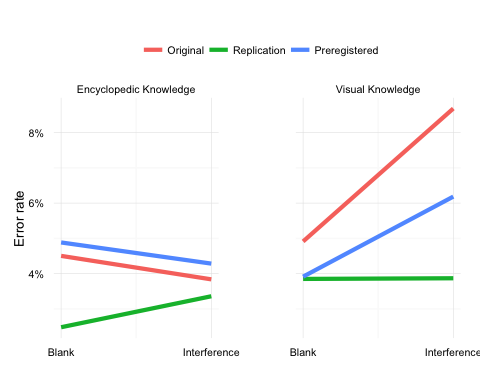 Original Replication Preregistered
Encyclopedic Knowledge Visual Knowledge
8%
6%
4%
Error rate
Blank Interference Blank Interference